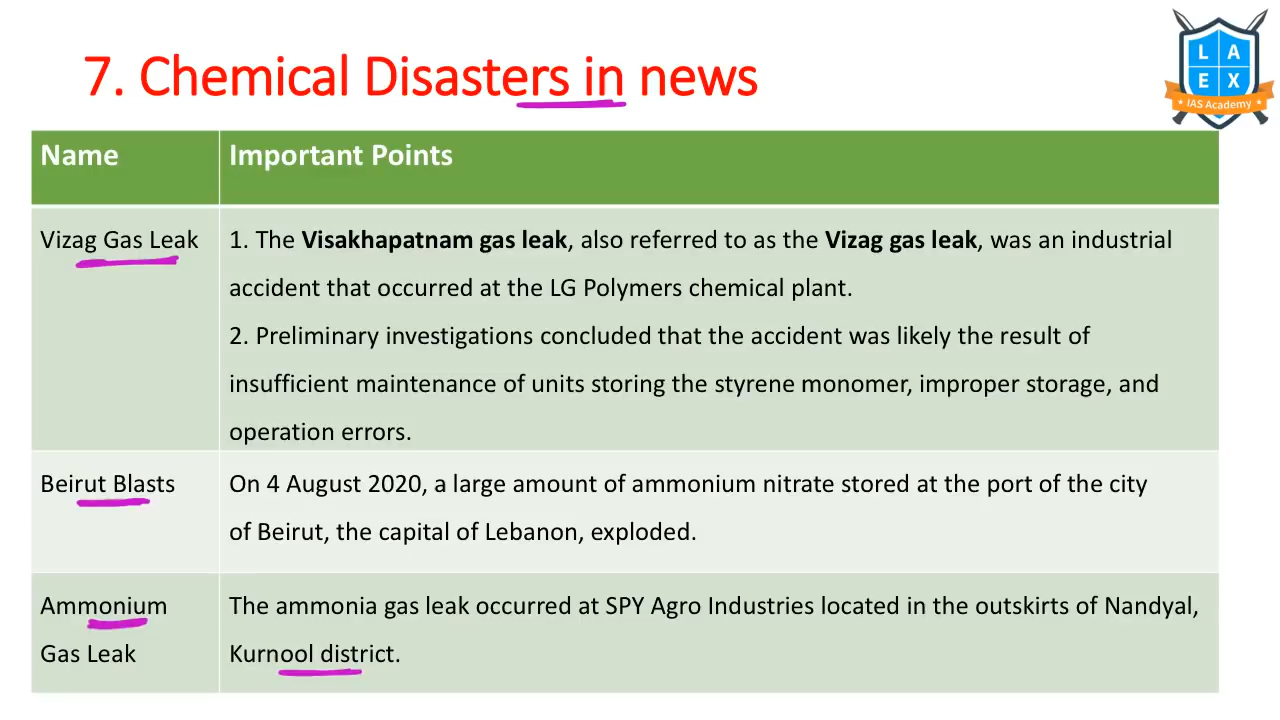 7. Chemical Disasters in news
L A
E X
IAS Academy
Name
Important Points
Vizag Gas Leak
1. The Visakhapatnam gas leak, also referred to as the Vizag gas leak, was an industrial
accident that occurred at the LG Polymers chemical plant.
2. Preliminary investigations concluded that the accident was likely the result of
insufficient maintenance of units storing the styrene monomer, improper storage, and
operation errors.
Beirut Blasts
On 4 August 2020, a large amount of ammonium nitrate stored at the port of the city
of Beirut, the capital of Lebanon, exploded.
Ammonium
Gas Leak
The ammonia gas leak occurred at SPY Agro Industries located in the outskirts of Nandyal,
Kurnool district.